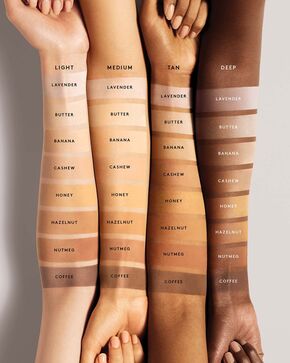 LIGHT MEDIUM TAN DEEP
LAVENDER LAVENDER LAVENDER LAVENDER
BUTTER BUTTER BUTTER BUTTER
BANANA BANANA BANANA BANANA
CASHEW CASHEW CASHEW CASHEW
HONEY HONEY HONEY HONEY
HAZELNUT HAZELNUT HAZELNUT HAZELNUT
NUTMEG NUTMEG NUTMEG NUTMEG
COFFEE COFFEE COFFEE COFFEE